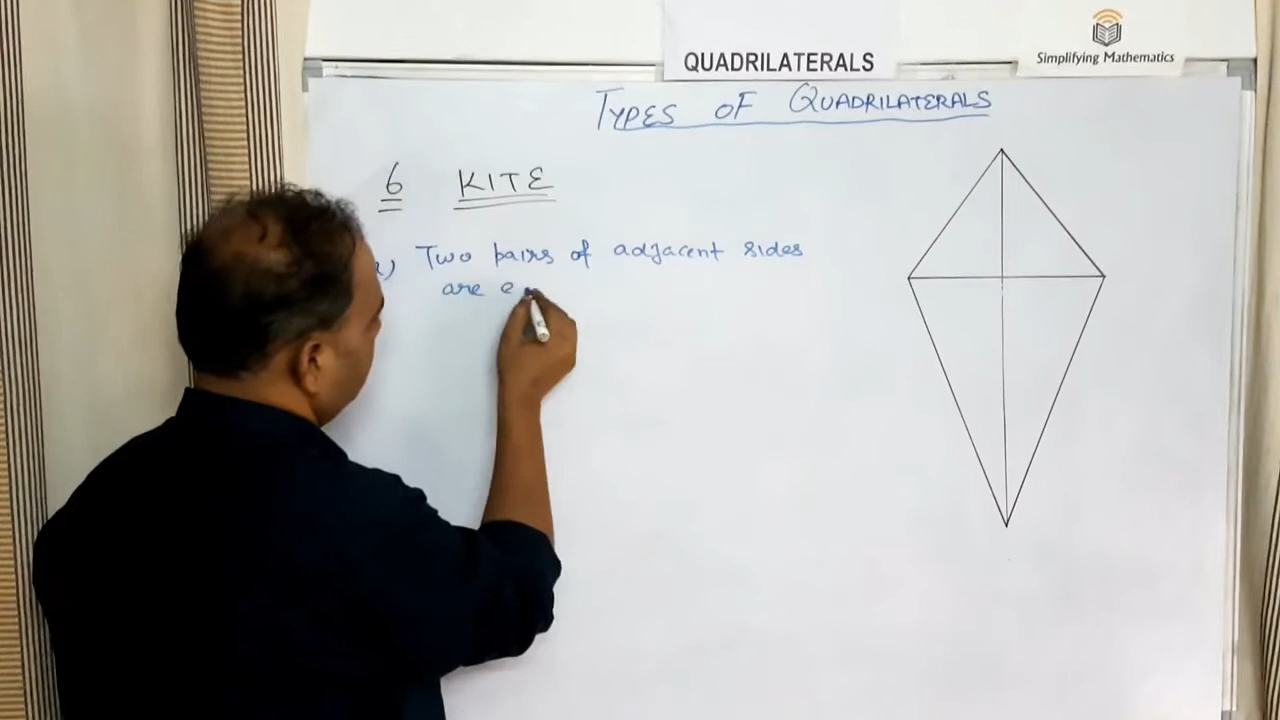 QUADRILATERALS
Simplifying Mathematics
TYPES OF QUADRILATERALS
6 KITE
Two pairs of adjacent sides
are e